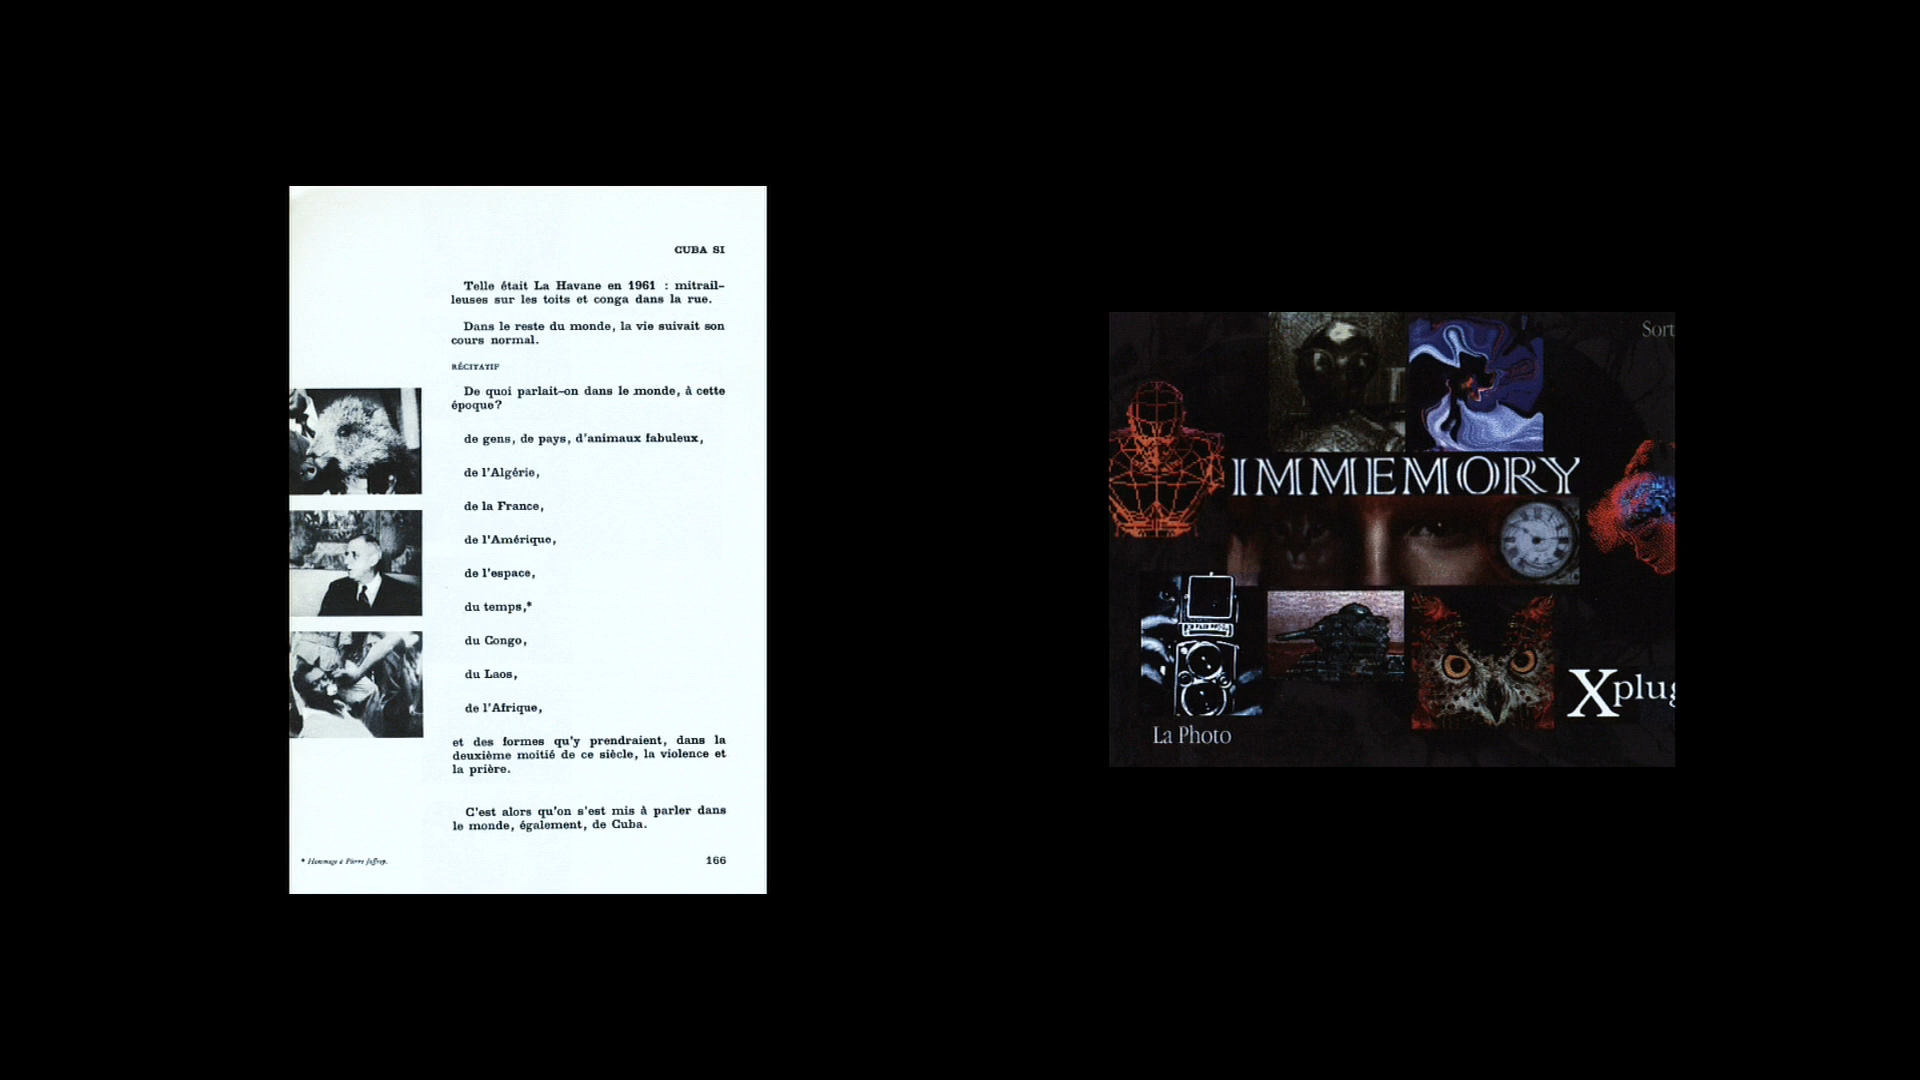 CUBA SI
Telle était La Havane en 1961 : mitrail-
leuses sur les toits et conga dans la rue.
Dans le reste du monde, la vie suivait son
cours normal.
RÉCITATIF
De quoi parlait-on dans le monde, à cette
époque?
de gens, de pays, d'animaux fabuleux,
de l'Algérie,
de la France,
de l'Amérique,
de l'espace,
du temps,*
du Congo,
du Laos,
de l'Afrique,
et des formes qu'y prendraient, dans la
deuxième moitié de ce siècle, la violence et
la prière.
C'est alors qu'on s'est mis à parler dans
le monde, également, de Cuba.
* Hommage à Pierre
166
Sort
IMMEMORY
Xplug
La Photo